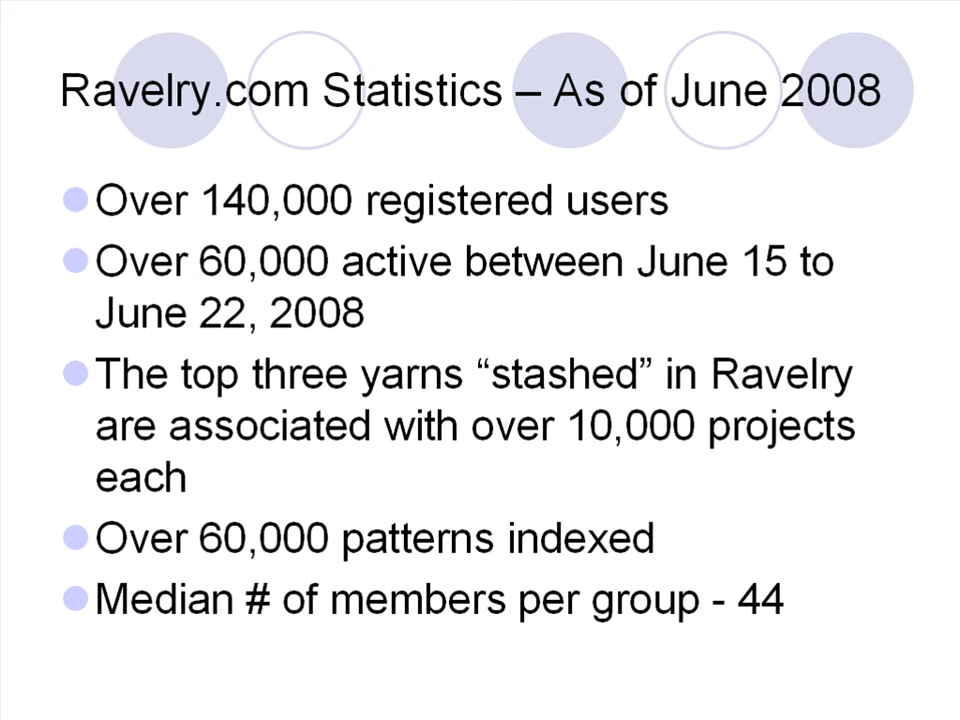 Ravelry.com Statistics – As of June 2008
Over 140,000 registered users
Over 60,000 active between June 15 to
June 22, 2008
The top three yarns “stashed” in Ravelry
are associated with over 10,000 projects
each
Over 60,000 patterns indexed
Median # of members per group - 44